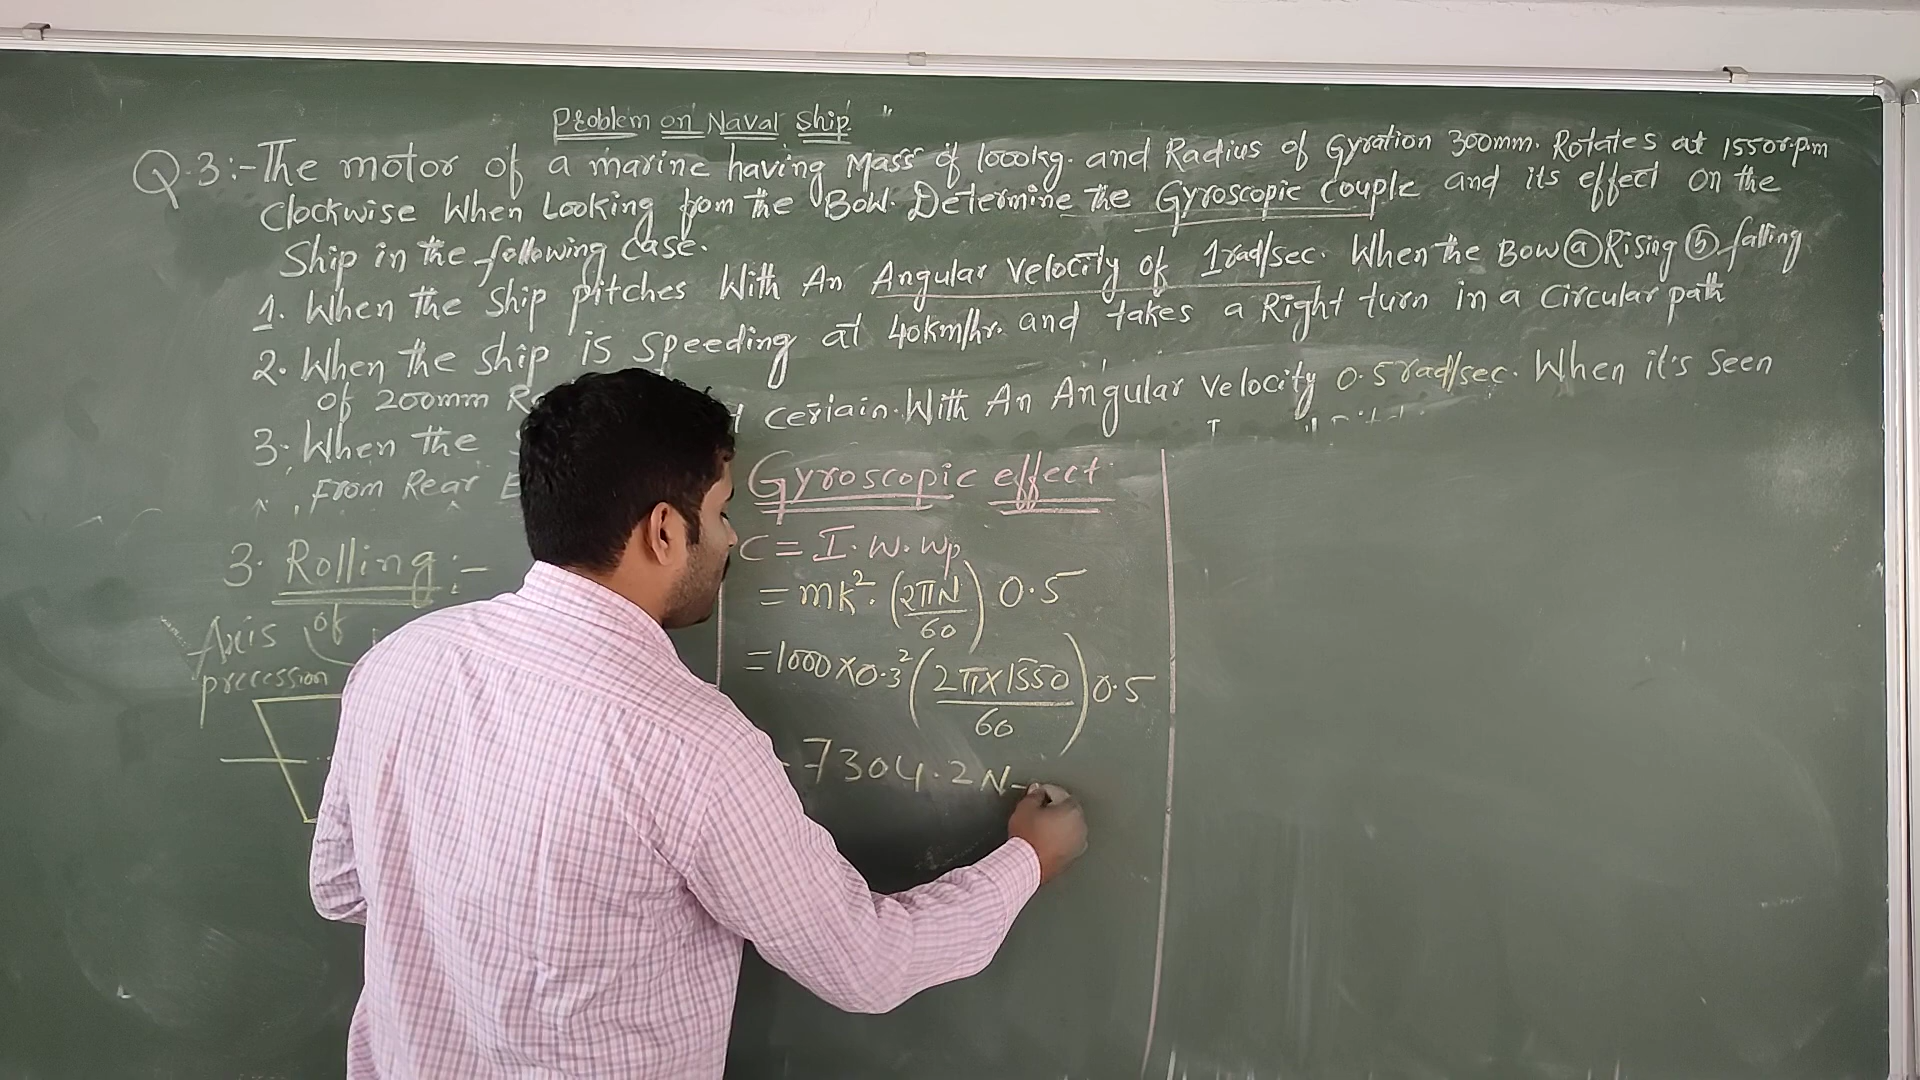 Problem on Naval Ship "
Q.3:- The motor of a marine having Mass of 1000kg. and Radius of Gyration 300mm. Rotates at 1550r.p.m
Clockwise When Looking from the Bow. Determine the Gyroscopic Couple and its effect on the
Ship in the following case.
1. When the Ship pitches With An Angular Velocity of 1rad/sec. When the Bow ⓐ Rising ⓑ falling
2. When the Ship is Speeding at 40km/hr. and takes a Right turn in a Circular path
of 200mm
3. When the With An Angular Velocity 0.5rad/sec. When it's Seen
From Rear
3. Rolling:-
Axis of
precession
Gyroscopic effect
C = I.W.Wp
= mk². (2πN/60) 0.5
= 1000×0.3² (2π×1550/60) 0.5
7304.2N-